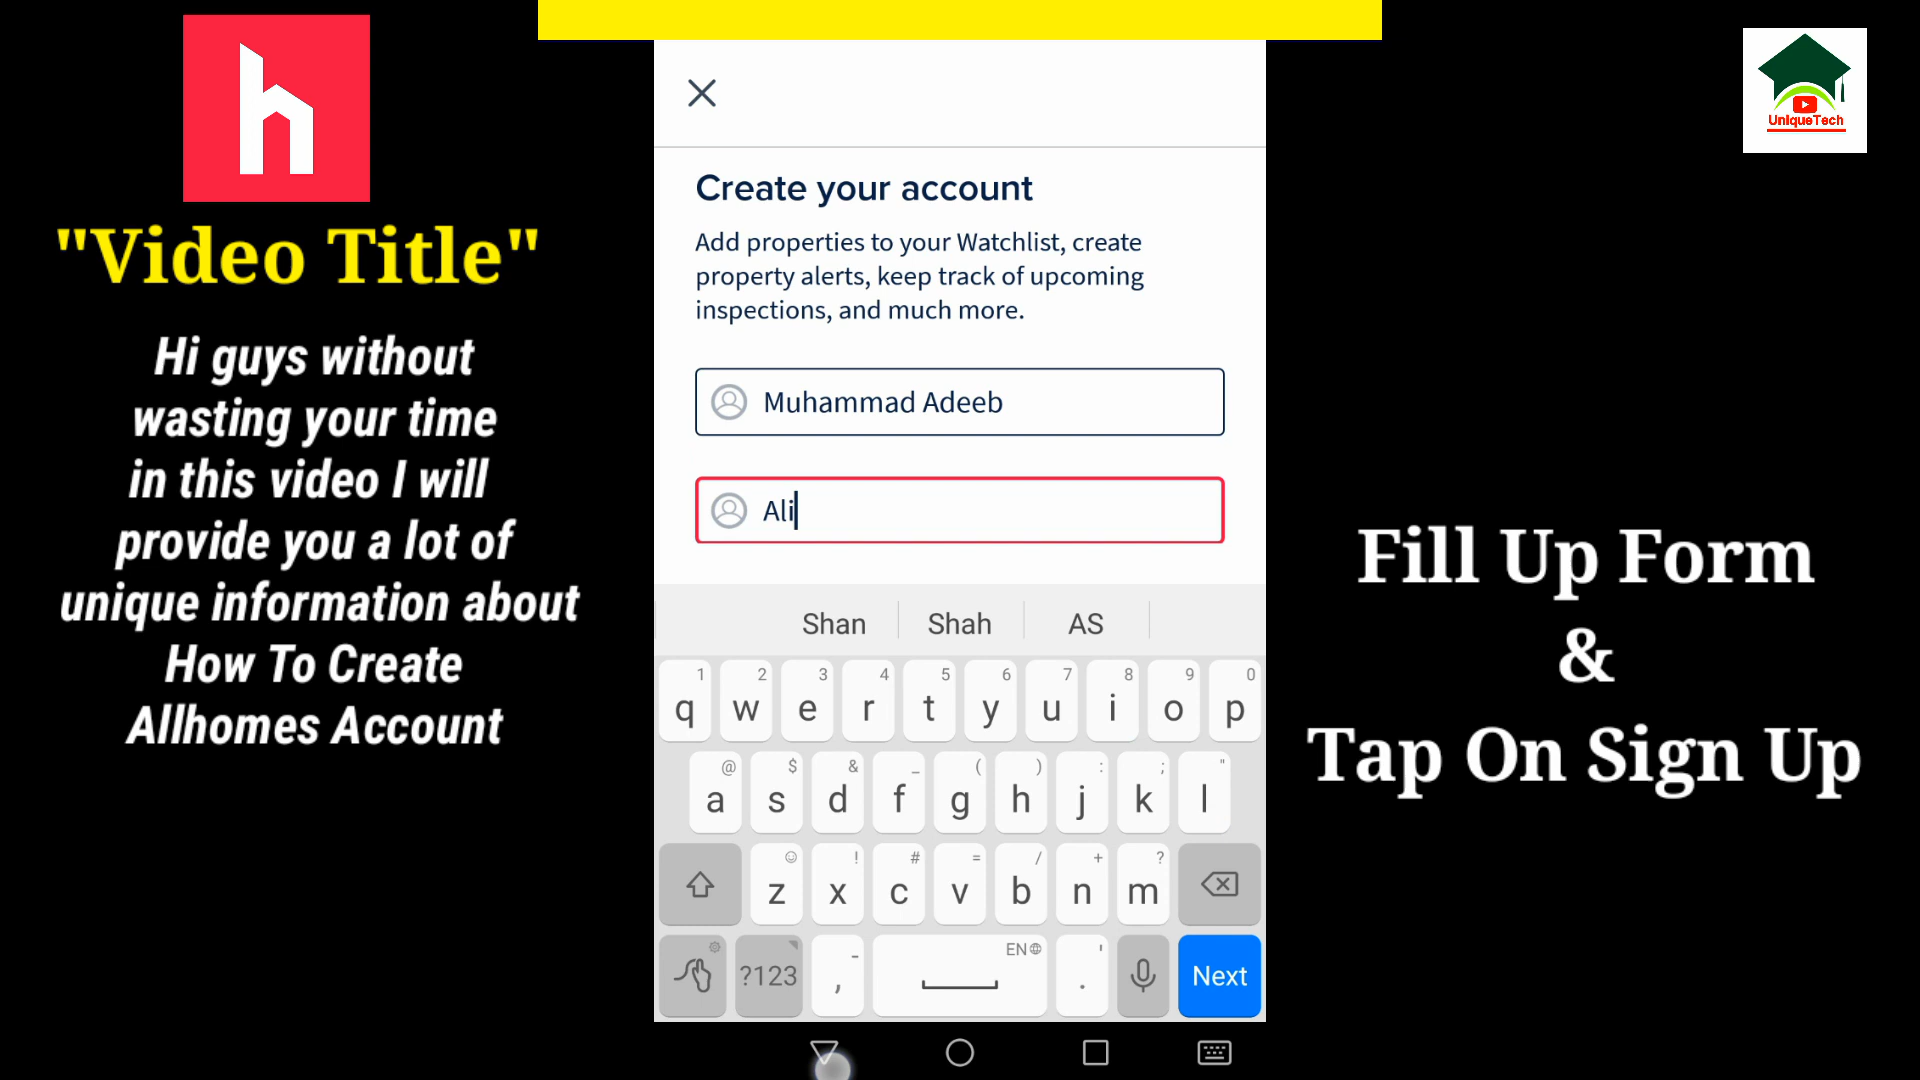 "Video Title"
Hi guys without
wasting your time
in this video I will
provide you a lot of
unique information about
How To Create
Allhomes Account
Create your account
Add properties to your Watchlist, create
property alerts, keep track of upcoming
inspections, and much more.
Muhammad Adeeb
Ali
Shan Shah AS
1 2 3 4 5 6 7 8 9 0
q w e r t y u i o p
@ $ & _ ( ) : ; "
a s d f g h j k l
! # = / + ?
z x c v b n m
- EN '
?123 , . Next
UniqueTech
Fill Up Form
&
Tap On Sign Up